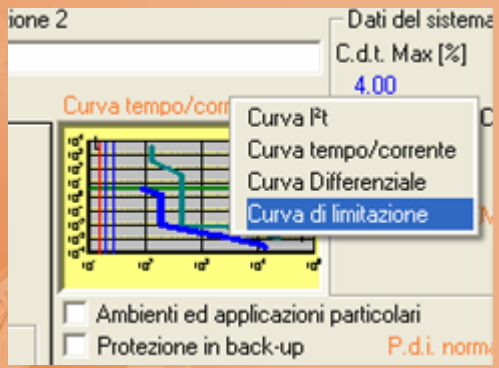 ione 2
Dati del sistema
C.d.t. Max [%]
4.00
Curva tempo/corr
Curva I²t
Curva tempo/corrente
Curva Differenziale
Curva di limitazione
C
Ambienti ed applicazioni particolari
Protezione in back-up
P.d.i. norma